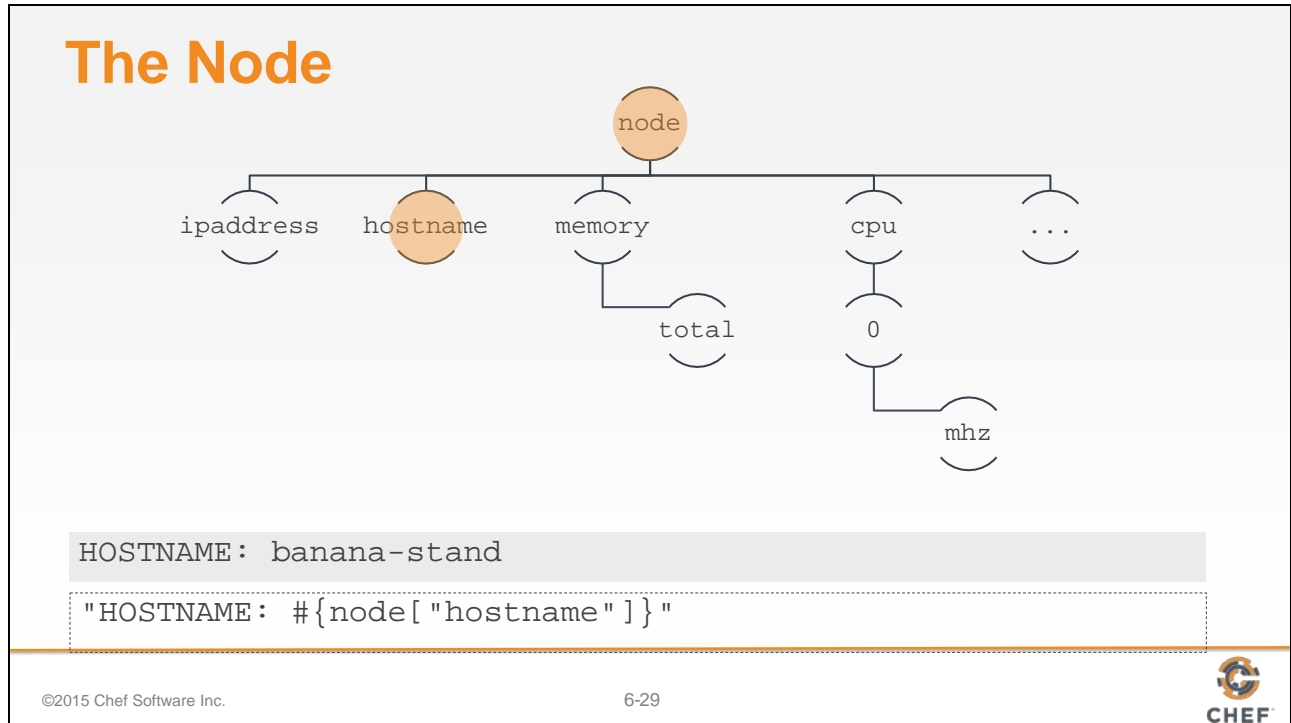 The Node
node
ipaddress hostname memory cpu ...
total 0
mhz
HOSTNAME: banana-stand
"HOSTNAME: #{node["hostname"]}"
©2015 Chef Software Inc. 6-29
CHEF